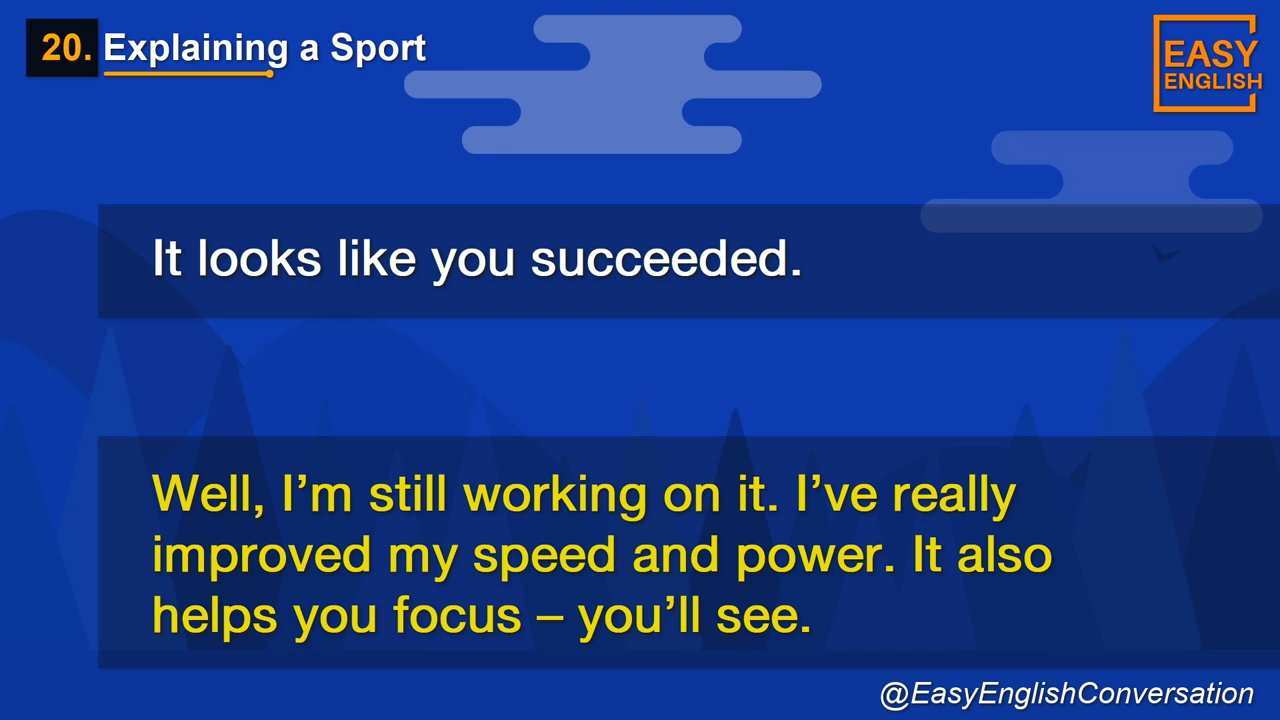 20. Explaining a Sport
EASY
ENGLISH
It looks like you succeeded.
Well, I’m still working on it. I’ve really
improved my speed and power. It also
helps you focus – you’ll see.
@EasyEnglishConversation